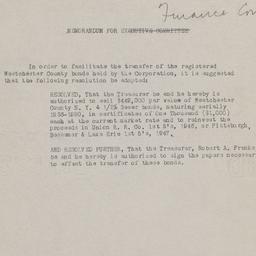 Finance Com
MEMORANDUM FOR EXECUTIVE COMMITTEE
In order to facilitate the transfer of the registered
Westchester County bonds held by the Corporation, it is suggested
that the following resolution be adopted:
RESOLVED, That the Treasurer be and he hereby is
authorized to sell $449,000 par value of Westchester
County N. Y. 4 1/2% Sewer bonds, maturing serially
in certificates of One Thousand ($1,000)
each at the current market rate and to reinvest the
proceeds in Union R. R. Co. 1st 5's, 1946, or Pittsburgh,
Bessemer & Lake Erie 1st 5's, 1947.
AND RESOLVED FURTHER, That the Treasurer, Robert A. Franks
be and he hereby is authorized to sign the papers necessary
to effect the transfer of these bonds.